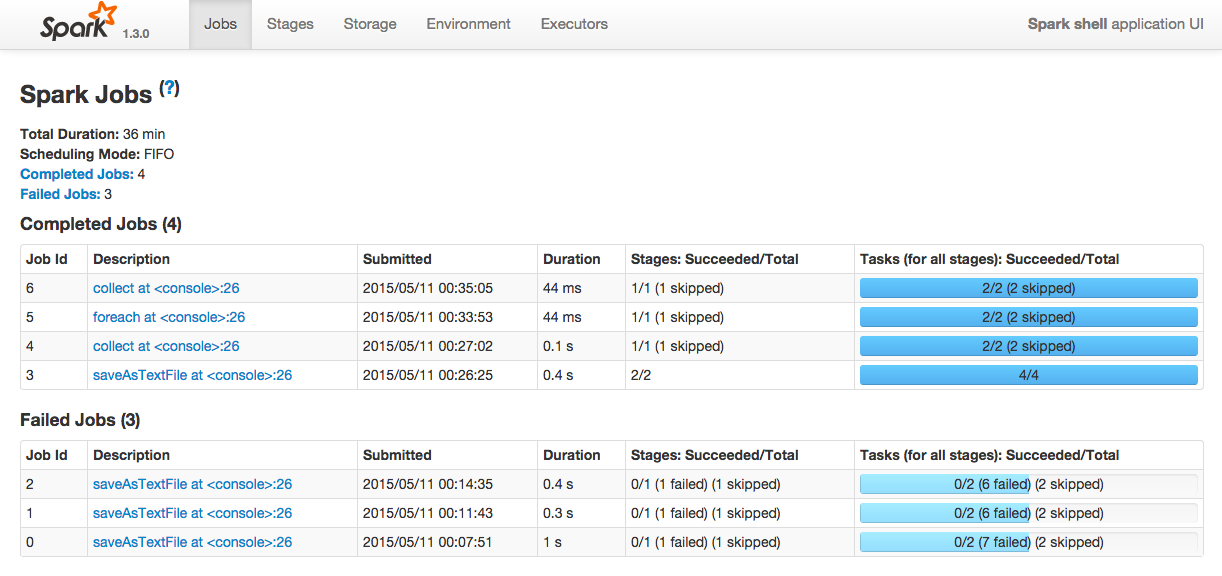 Spark 1.3.0 Jobs Stages Storage Environment Executors Spark shell application UI
Spark Jobs (?)
Total Duration: 36 min
Scheduling Mode: FIFO
Completed Jobs: 4
Failed Jobs: 3
Completed Jobs (4)
Job Id Description Submitted Duration Stages: Succeeded/Total Tasks (for all stages): Succeeded/Total
6 collect at <console>:26 2015/05/11 00:35:05 44 ms 1/1 (1 skipped) 2/2 (2 skipped)
5 foreach at <console>:26 2015/05/11 00:33:53 44 ms 1/1 (1 skipped) 2/2 (2 skipped)
4 collect at <console>:26 2015/05/11 00:27:02 0.1 s 1/1 (1 skipped) 2/2 (2 skipped)
3 saveAsTextFile at <console>:26 2015/05/11 00:26:25 0.4 s 2/2 4/4
Failed Jobs (3)
Job Id Description Submitted Duration Stages: Succeeded/Total Tasks (for all stages): Succeeded/Total
2 saveAsTextFile at <console>:26 2015/05/11 00:14:35 0.4 s 0/1 (1 failed) (1 skipped) 0/2 (6 failed) (2 skipped)
1 saveAsTextFile at <console>:26 2015/05/11 00:11:43 0.3 s 0/1 (1 failed) (1 skipped) 0/2 (6 failed) (2 skipped)
0 saveAsTextFile at <console>:26 2015/05/11 00:07:51 1 s 0/1 (1 failed) (1 skipped) 0/2 (7 failed) (2 skipped)